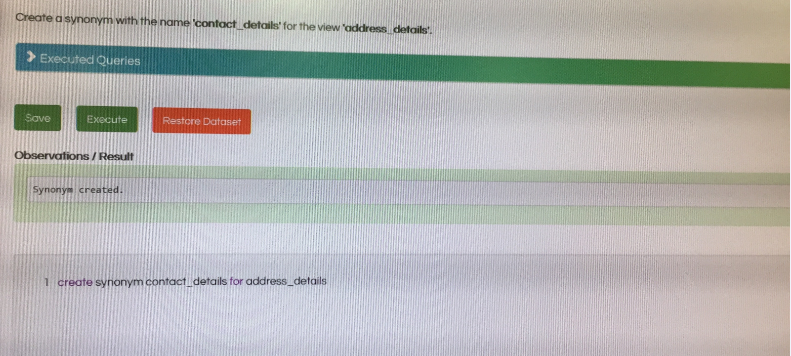 Create a synonym with the name 'contact_details' for the view 'address_details'.
Executed Queries
Save Execute Restore Dataset
Observations / Result
Synonym created.
1 create synonym contact_details for address_details